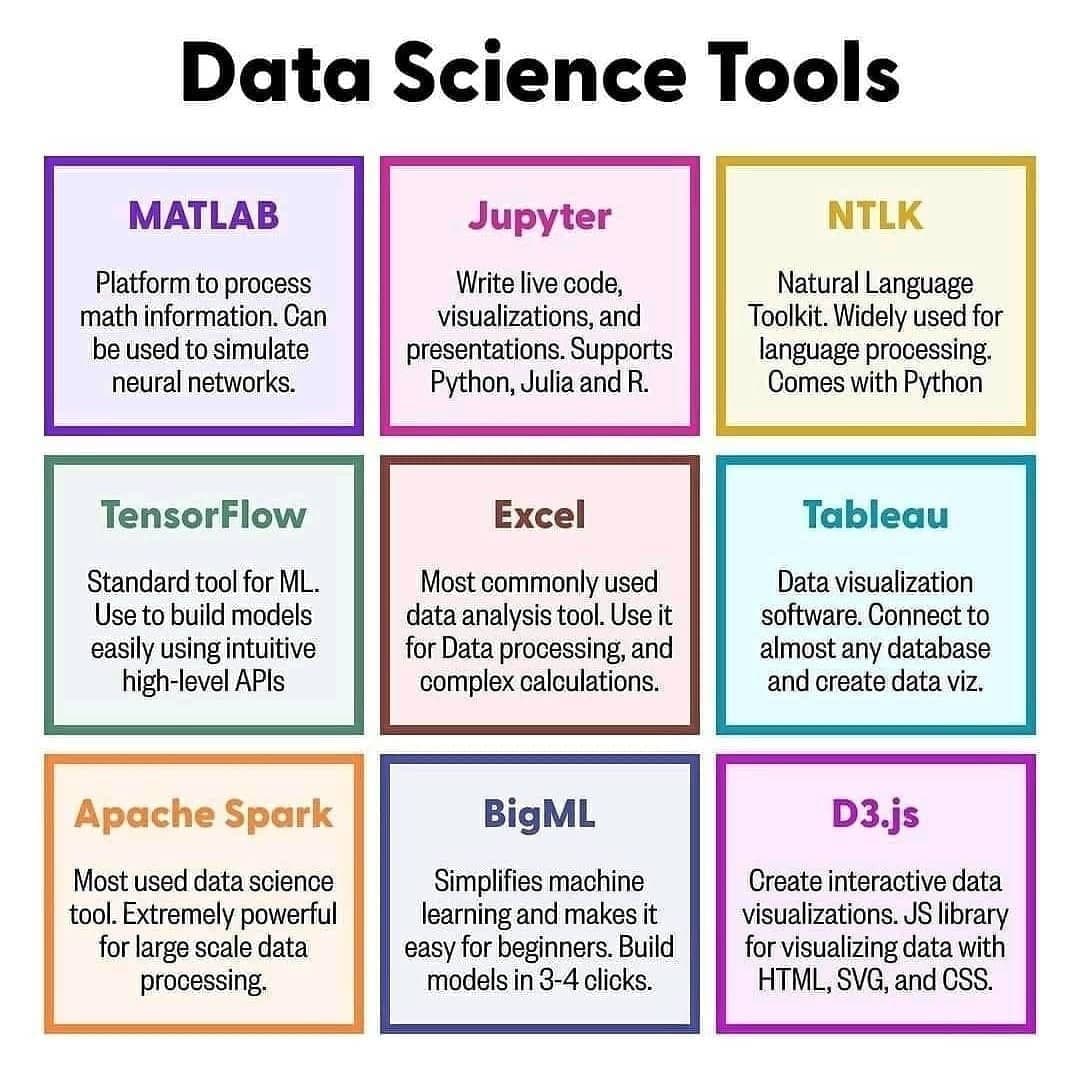 Data Science Tools
MATLAB
Platform to process
math information. Can
be used to simulate
neural networks.
Jupyter
Write live code,
visualizations, and
presentations. Supports
Python, Julia and R.
NTLK
Natural Language
Toolkit. Widely used for
language processing.
Comes with Python
TensorFlow
Standard tool for ML.
Use to build models
easily using intuitive
high-level APIs
Excel
Most commonly used
data analysis tool. Use it
for Data processing, and
complex calculations.
Tableau
Data visualization
software. Connect to
almost any database
and create data viz.
Apache Spark
Most used data science
tool. Extremely powerful
for large scale data
processing.
BigML
Simplifies machine
learning and makes it
easy for beginners. Build
models in 3-4 clicks.
D3.js
Create interactive data
visualizations. JS library
for visualizing data with
HTML, SVG, and CSS.